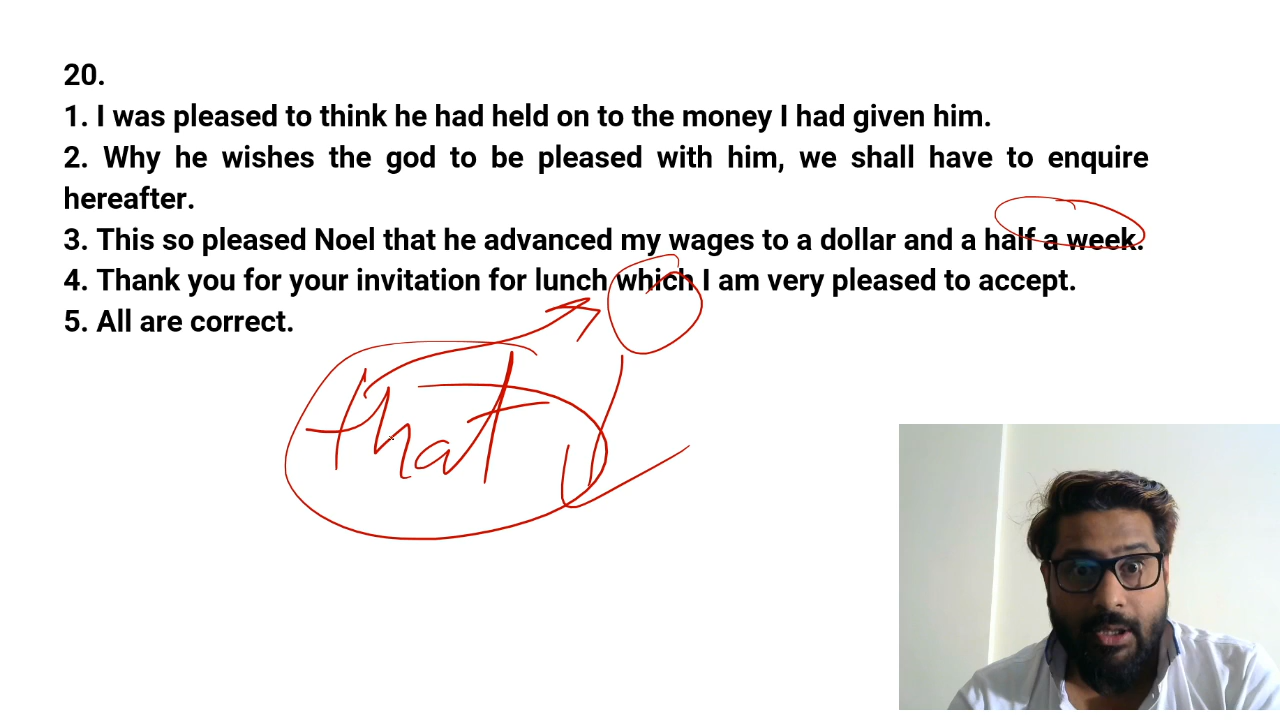 20.
1. I was pleased to think he had held on to the money I had given him.
2. Why he wishes the god to be pleased with him, we shall have to enquire
hereafter.
3. This so pleased Noel that he advanced my wages to a dollar and a half a week.
4. Thank you for your invitation for lunch which I am very pleased to accept.
5. All are correct.
that